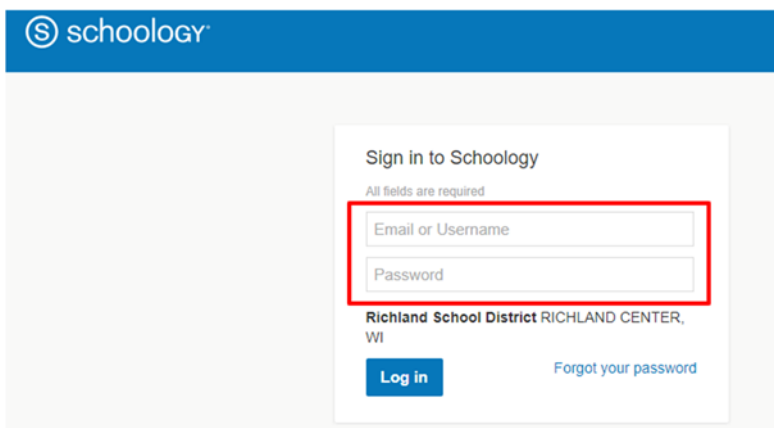 S schoology
Sign in to Schoology
All fields are required
Email or Username
Password
Richland School District RICHLAND CENTER,
WI
Log in
Forgot your password